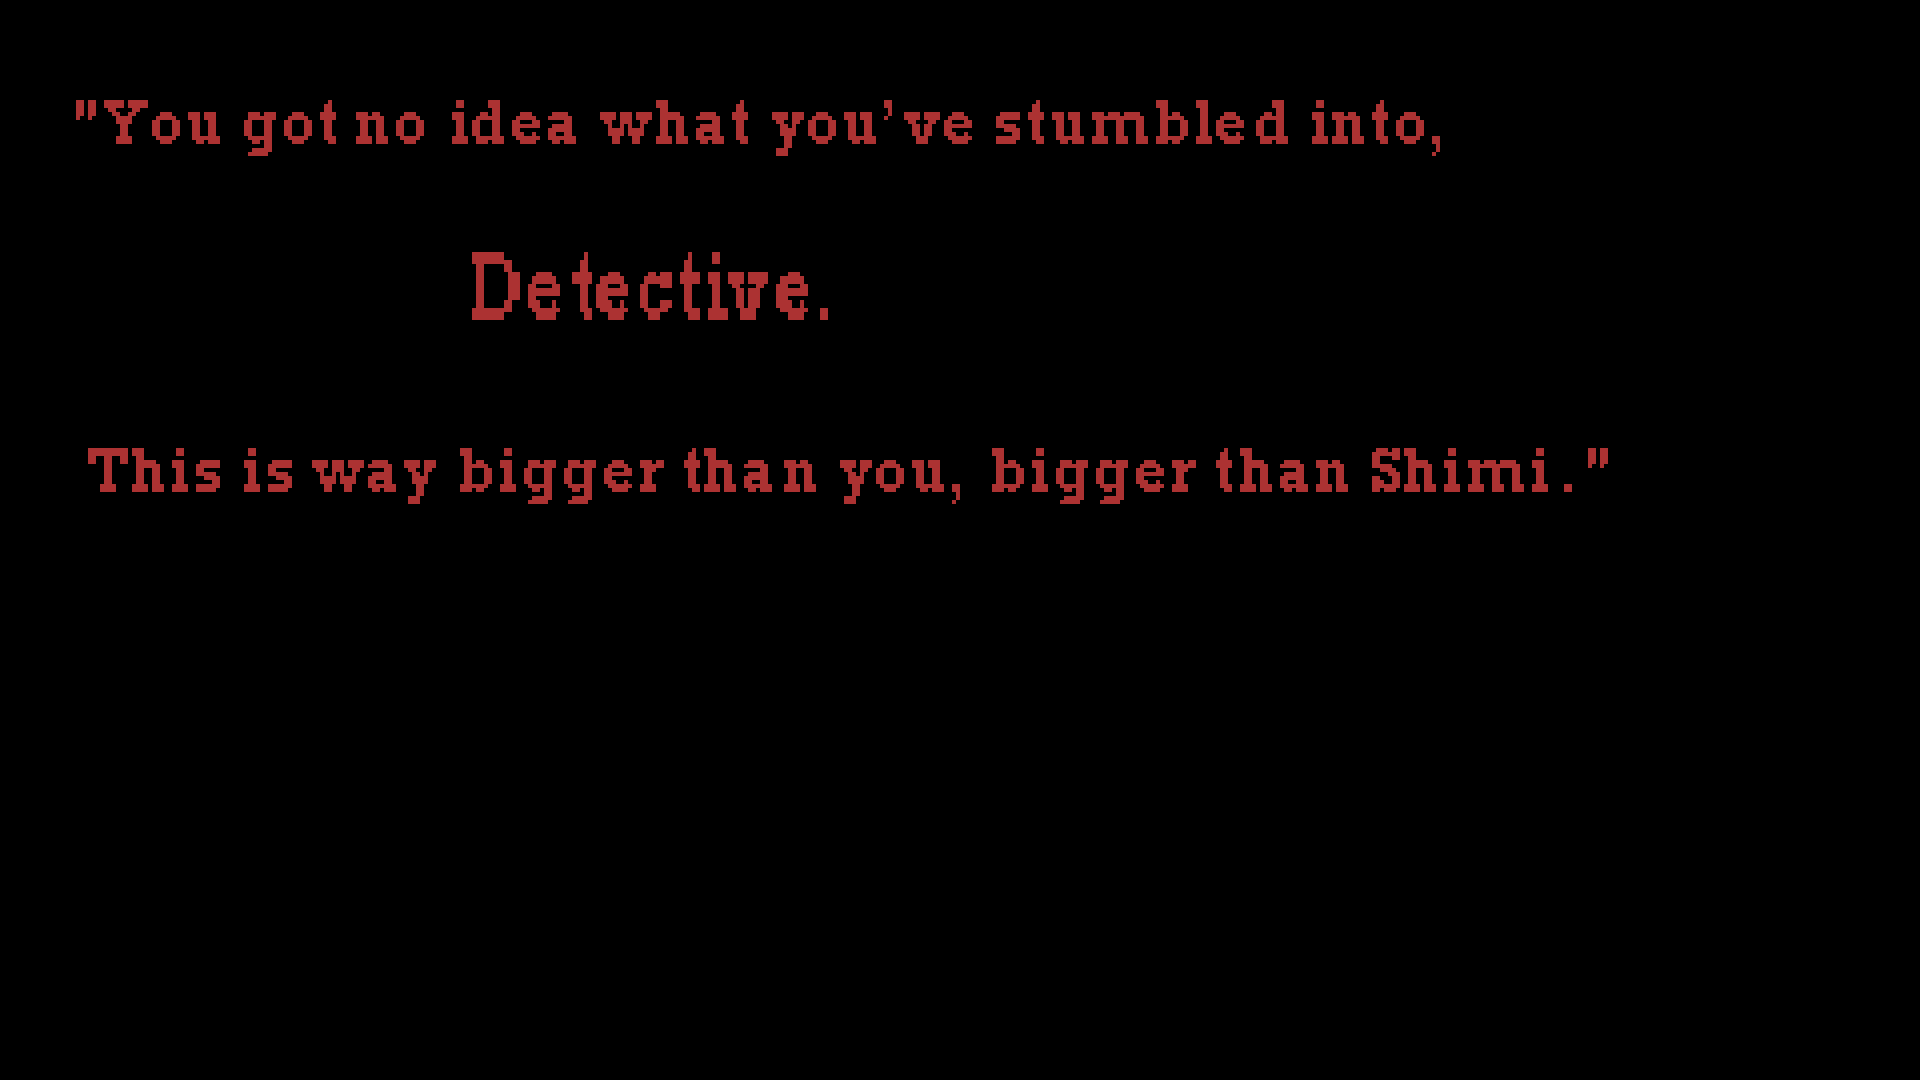 "You got no idea what you've stumbled into,
Detective.
This is way bigger than you, bigger than Shimi."